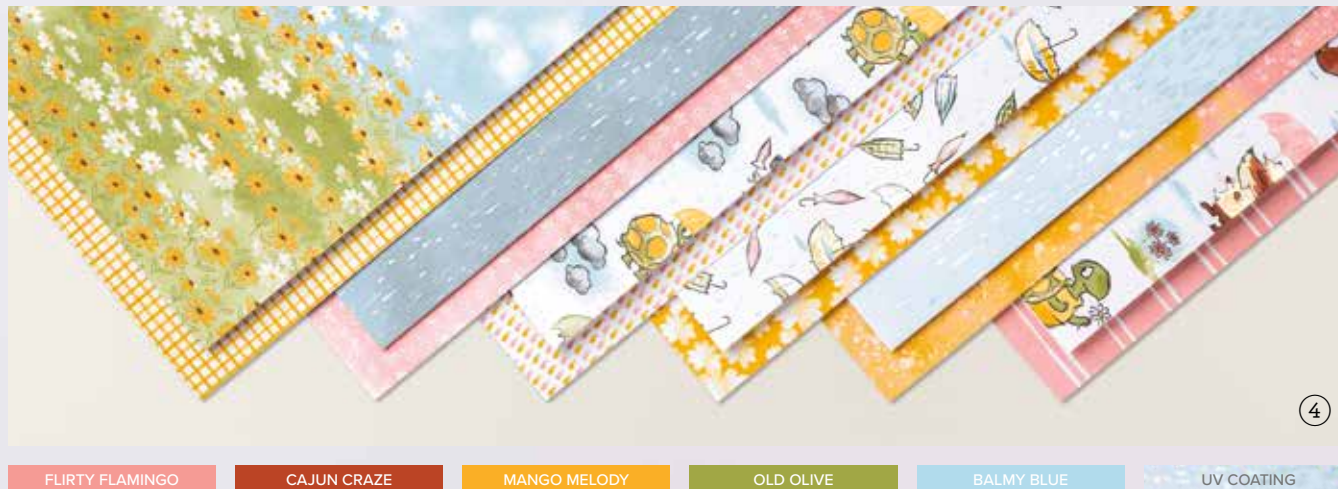 4
FLIRTY FLAMINGO
CAJUN CRAZE
MANGO MELODY
OLD OLIVE
BALMY BLUE
UV COATING